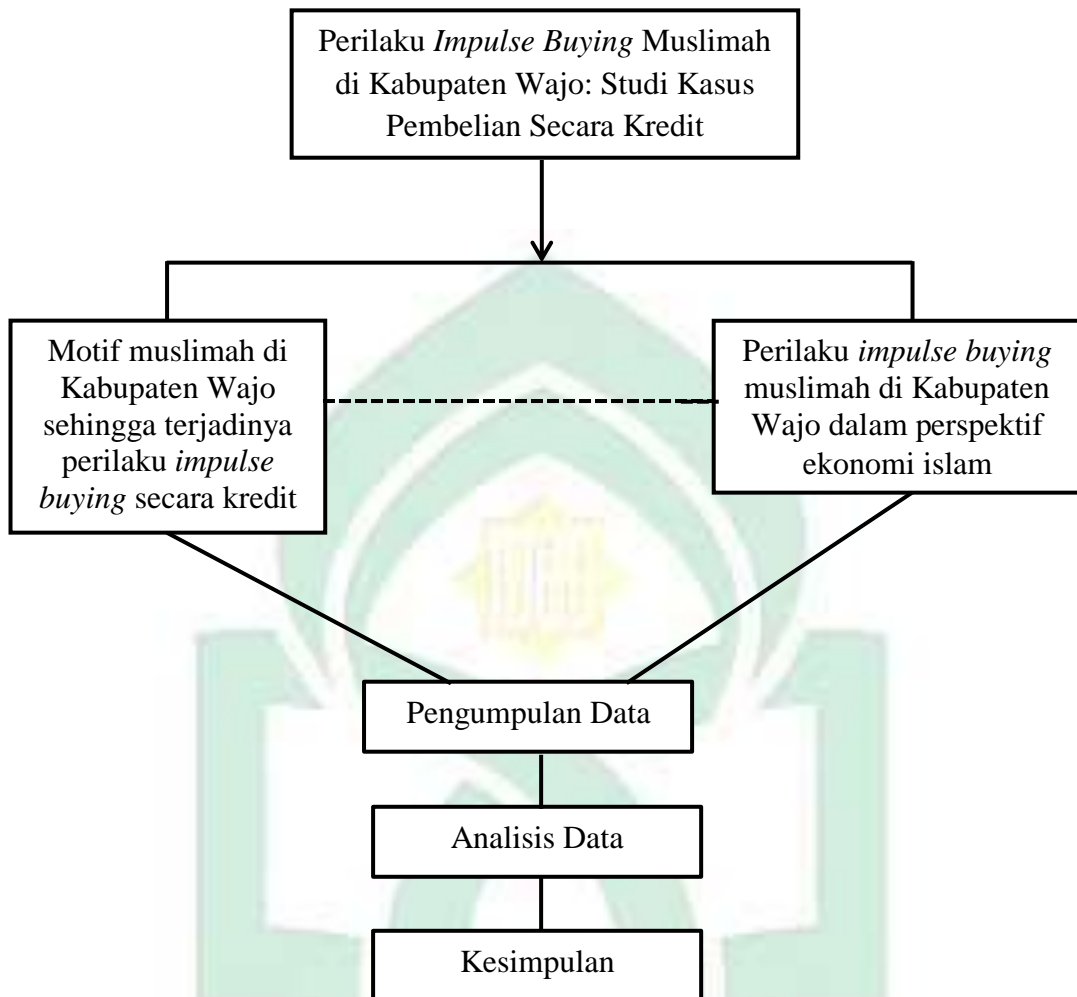 Perilaku Impulse Buying Muslimah
di Kabupaten Wajo: Studi Kasus
Pembelian Secara Kredit
Motif muslimah di
Kabupaten Wajo
sehingga terjadinya
perilaku impulse
buying secara kredit
Perilaku impulse buying
muslimah di Kabupaten
Wajo dalam perspektif
ekonomi islam
Pengumpulan Data
Analisis Data
Kesimpulan